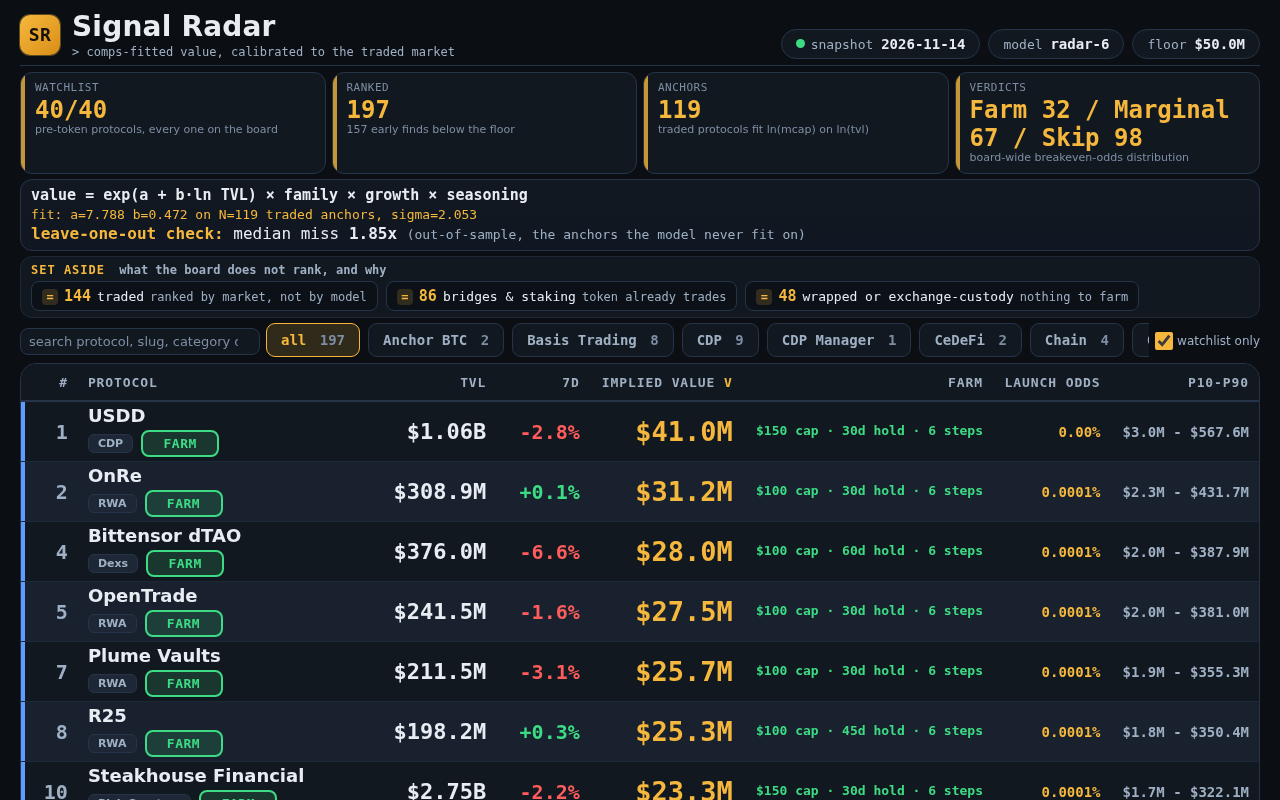 SR
Signal Radar
> comps-fitted value, calibrated to the traded market
snapshot 2026-11-14
model radar-6
floor $50.0M
WATCHLIST
40/40
pre-token protocols, every one on the board
RANKED
197
157 early finds below the floor
ANCHORS
119
traded protocols fit ln(mcap) on ln(tvl)
VERDICTS
Farm 32 / Marginal
67 / Skip 98
board-wide breakeven-odds distribution
value = exp(a + b·ln TVL) × family × growth × seasoning
fit: a=7.788 b=0.472 on N=119 traded anchors, sigma=2.053
leave-one-out check: median miss 1.85x (out-of-sample, the anchors the model never fit on)
SET ASIDE what the board does not rank, and why
= 144 traded ranked by market, not by model
= 86 bridges & staking token already trades
= 48 wrapped or exchange-custody nothing to farm
search protocol, slug, category c
all 197
Anchor BTC 2
Basis Trading 8
CDP 9
CDP Manager 1
CeDeFi 2
Chain 4
watchlist only
# PROTOCOL TVL 7D IMPLIED VALUE V FARM LAUNCH ODDS P10-P90
USDD
1 CDP FARM $1.06B -2.8% $41.0M $150 cap · 30d hold · 6 steps 0.00% $3.0M - $567.6M
OnRe
2 RWA FARM $308.9M +0.1% $31.2M $100 cap · 30d hold · 6 steps 0.0001% $2.3M - $431.7M
Bittensor dTAO
4 Dexs FARM $376.0M -6.6% $28.0M $100 cap · 60d hold · 6 steps 0.0001% $2.0M - $387.9M
OpenTrade
5 RWA FARM $241.5M -1.6% $27.5M $100 cap · 30d hold · 6 steps 0.0001% $2.0M - $381.0M
Plume Vaults
7 RWA FARM $211.5M -3.1% $25.7M $100 cap · 30d hold · 6 steps 0.0001% $1.9M - $355.3M
R25
8 RWA FARM $198.2M +0.3% $25.3M $100 cap · 45d hold · 6 steps 0.0001% $1.8M - $350.4M
Steakhouse Financial
10 $2.75B -2.2% $23.3M $150 cap · 30d hold · 6 steps 0.0001% $1.7M - $322.1M